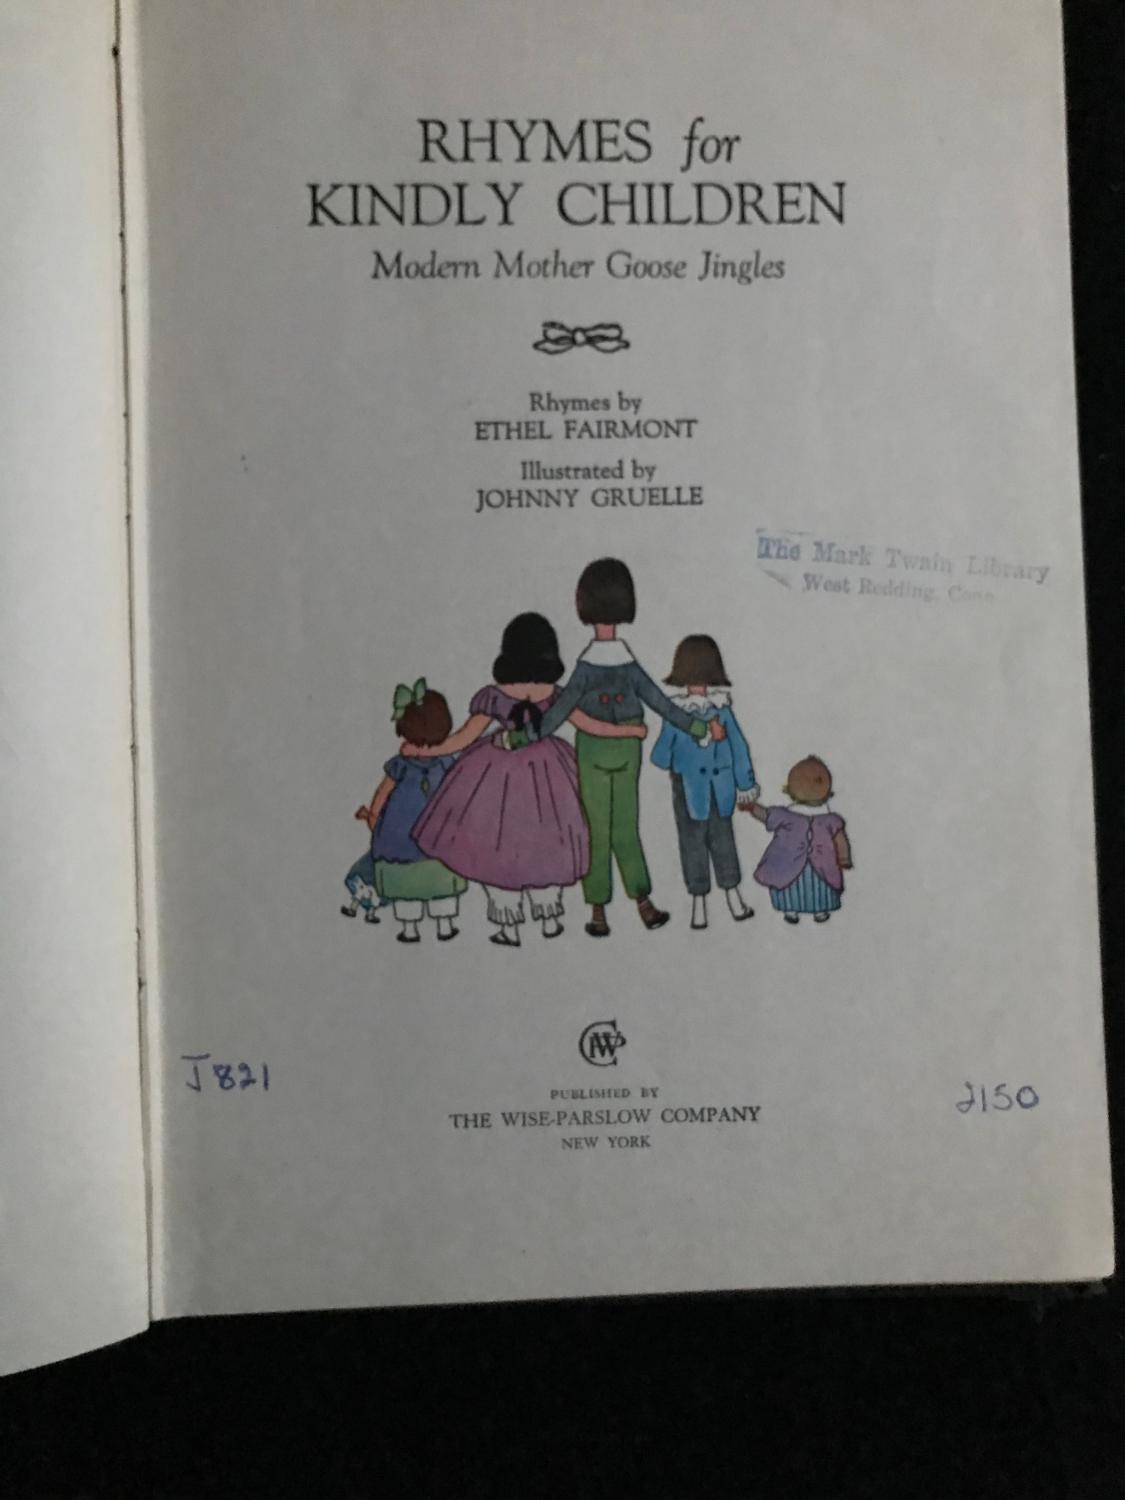 RHYMES for
KINDLY CHILDREN
Modern Mother Goose Jingles
Rhymes by
ETHEL FAIRMONT
Illustrated by
JOHNNY GRUELLE
The Mark Twain Library
West Redding, Conn
J821
2150
PUBLISHED BY
THE WISE-PARSLOW COMPANY
NEW YORK